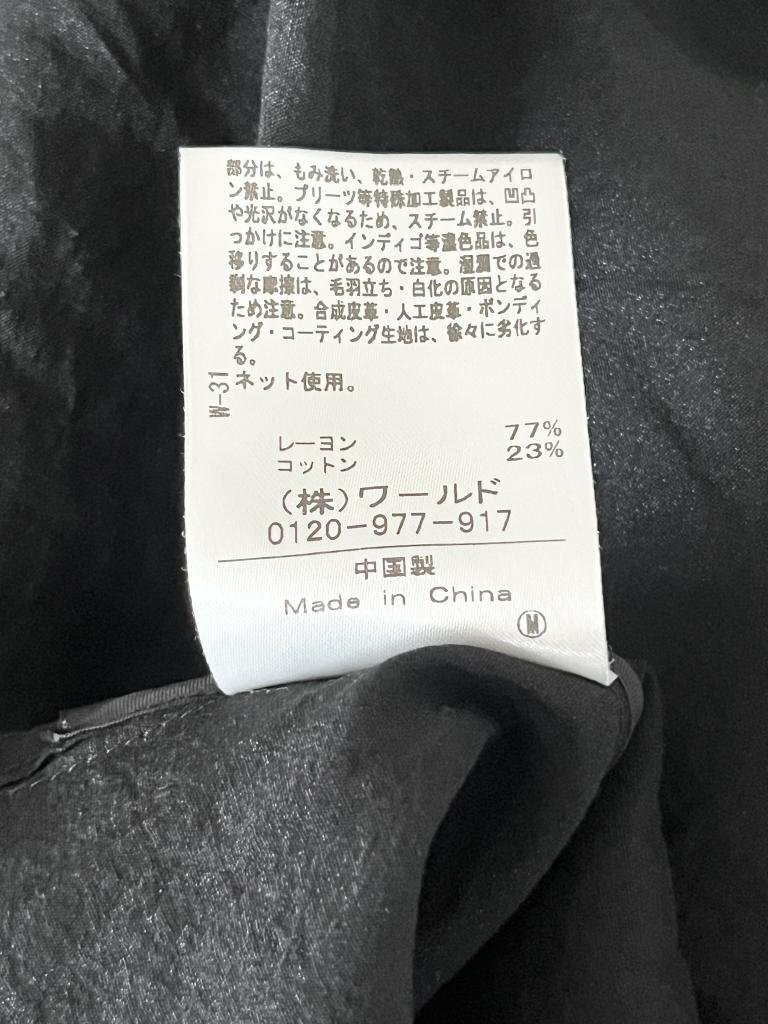 部分は、もみ洗い、乾熱・スチームアイロ
ン禁止。プリーツ等特殊加工製品は、凹凸
や光沢がなくなるため、スチーム禁止。引
っかけに注意。インディゴ等濃色品は、色
移りすることがあるので注意。湿潤での過
剰な摩擦は、毛羽立ち・白化の原因となる
ため注意。合成皮革・人工皮革・ボンディ
ング・コーティング生地は、徐々に劣化す
る。
ネット使用。
W-31
レーヨン 77%
コットン 23%
(株)ワールド
0120-977-917
中国製
Made in China
M